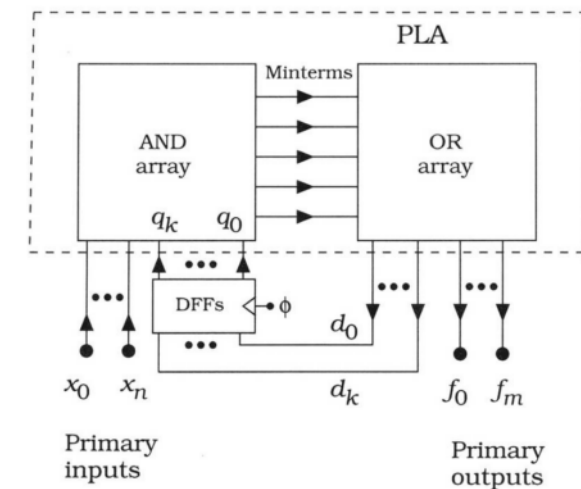 PLA
Minterms
AND
array
OR
array
q_k q_0
DFFs
ϕ
d_0
d_k
x_0 x_n
f_0 f_m
Primary
inputs
Primary
outputs